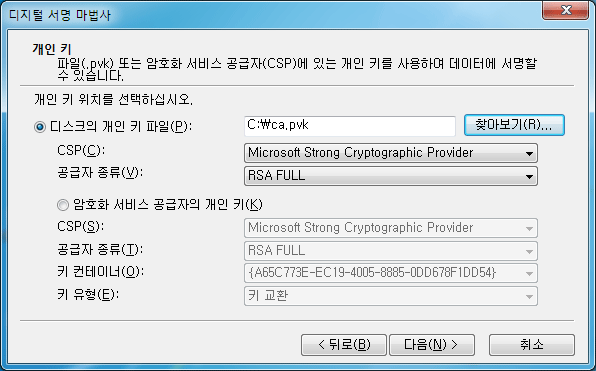 디지털 서명 마법사
개인 키
파일(.pvk) 또는 암호화 서비스 공급자(CSP)에 있는 개인 키를 사용하여 데이터에 서명할
수 있습니다.
개인 키 위치를 선택하십시오.
디스크의 개인 키 파일(P): C:\ca.pvk 찾아보기(R)...
CSP(C): Microsoft Strong Cryptographic Provider
공급자 종류(V): RSA FULL
암호화 서비스 공급자의 개인 키(K)
CSP(S): Microsoft Strong Cryptographic Provider
공급자 종류(T): RSA FULL
키 컨테이너(O): {A65C773E-EC19-4005-8885-0DD678F1DD54}
키 유형(E): 키 교환
< 뒤로(B) 다음(N) > 취소